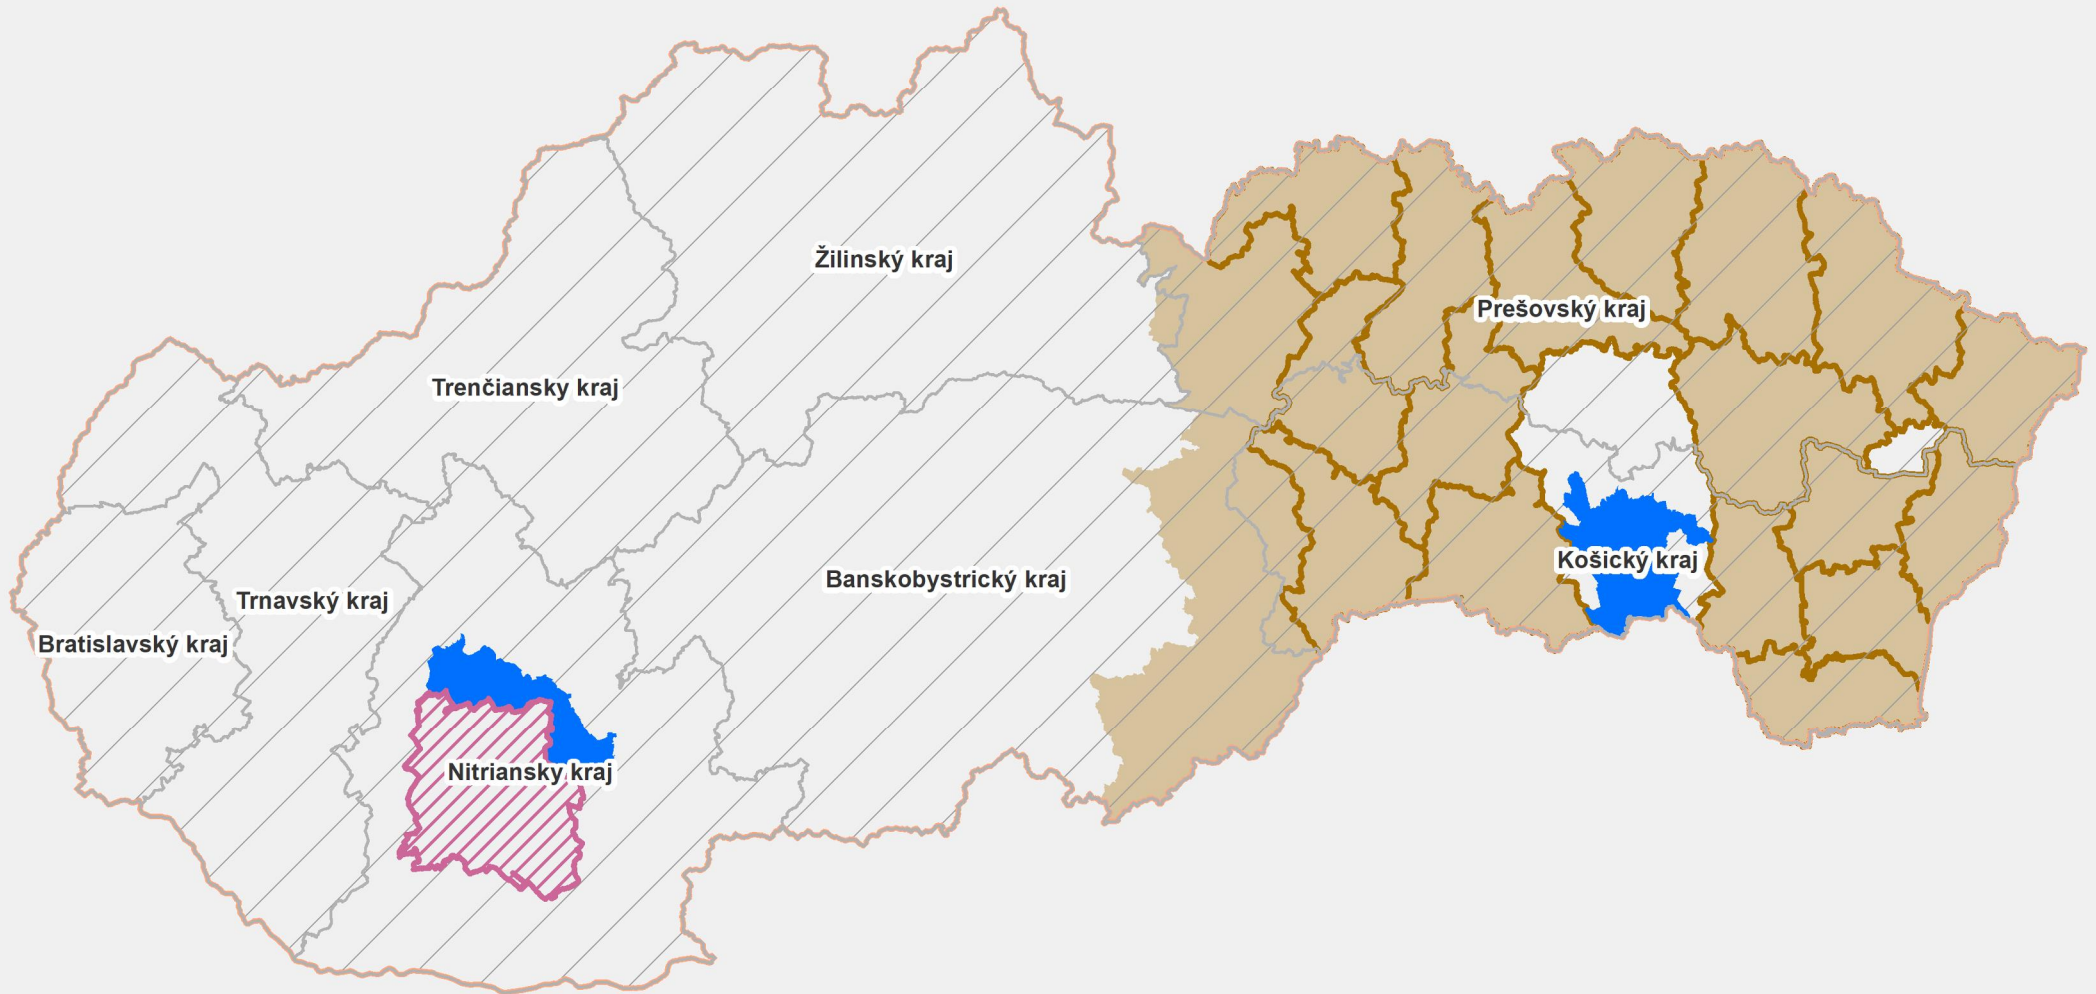 Žilinský kraj
Prešovský kraj
Trenčiansky kraj
Košický kraj
Banskobystrický kraj
Trnavský kraj
Bratislavský kraj
Nitriansky kraj